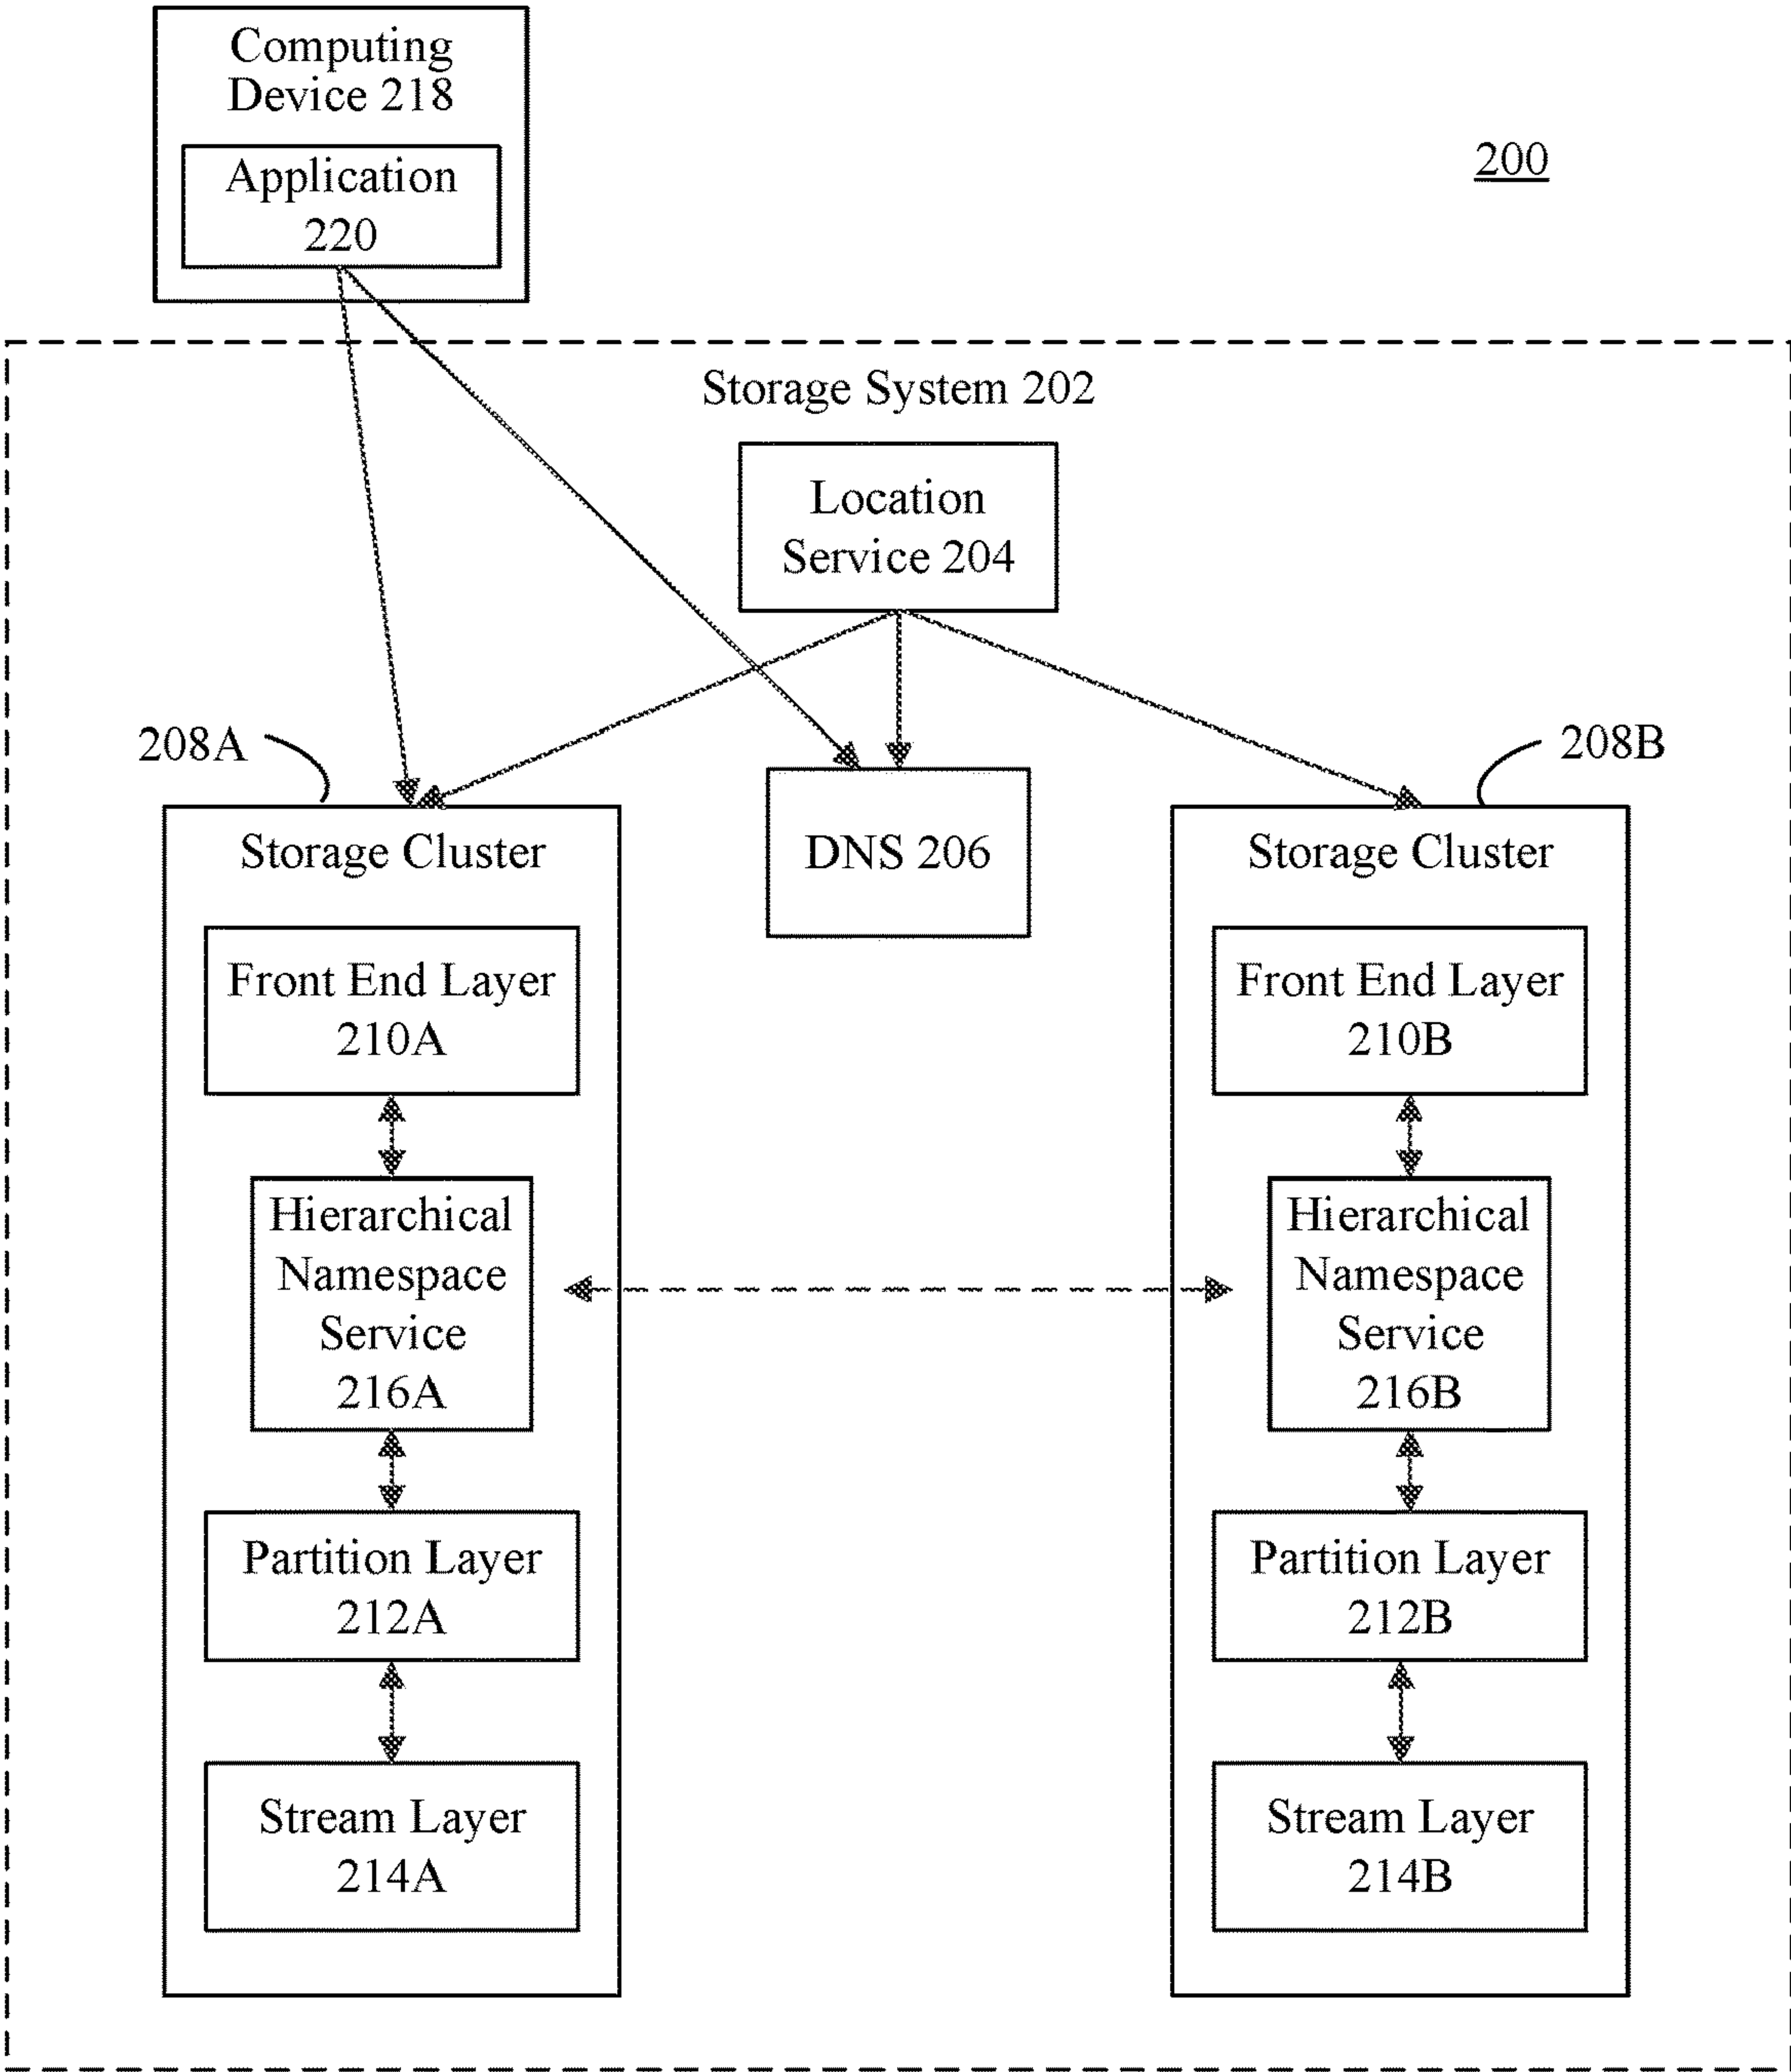 Computing
Device 218
Application
220
200
Storage System 202
Location
Service 204
208A
208B
DNS 206
Storage Cluster
Front End Layer
210A
Hierarchical
Namespace
Service
216A
Partition Layer
212A
Stream Layer
214A
Storage Cluster
Front End Layer
210B
Hierarchical
Namespace
Service
216B
Partition Layer
212B
Stream Layer
214B